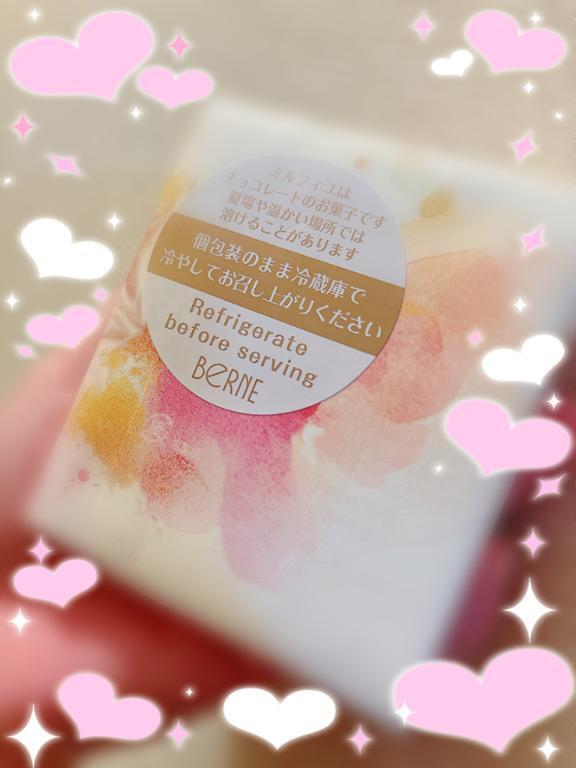 ミルフィユは
チョコレートのお菓子です
夏場や温かい場所では
溶けることがあります
個包装のまま冷蔵庫で
冷やしてお召し上がりください
Refrigerate
before serving
BERNE